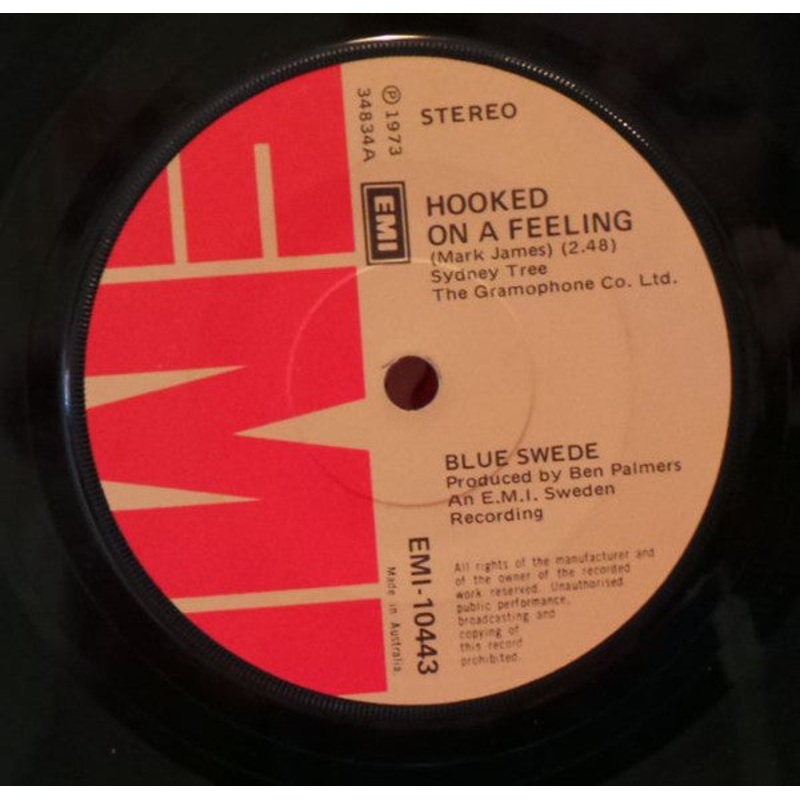 EMI
STEREO
Ⓟ 1973
34834A
EMI
HOOKED
ON A FEELING
(Mark James) (2.48)
Sydney Tree
The Gramophone Co. Ltd.
BLUE SWEDE
Produced by Ben Palmers
An E.M.I. Sweden
Recording
EMI-10443
Made in Australia.
All rights of the manufacturer and
of the owner of the recorded
work reserved. Unauthorised
public performance,
broadcasting and
copying of
this record
prohibited.